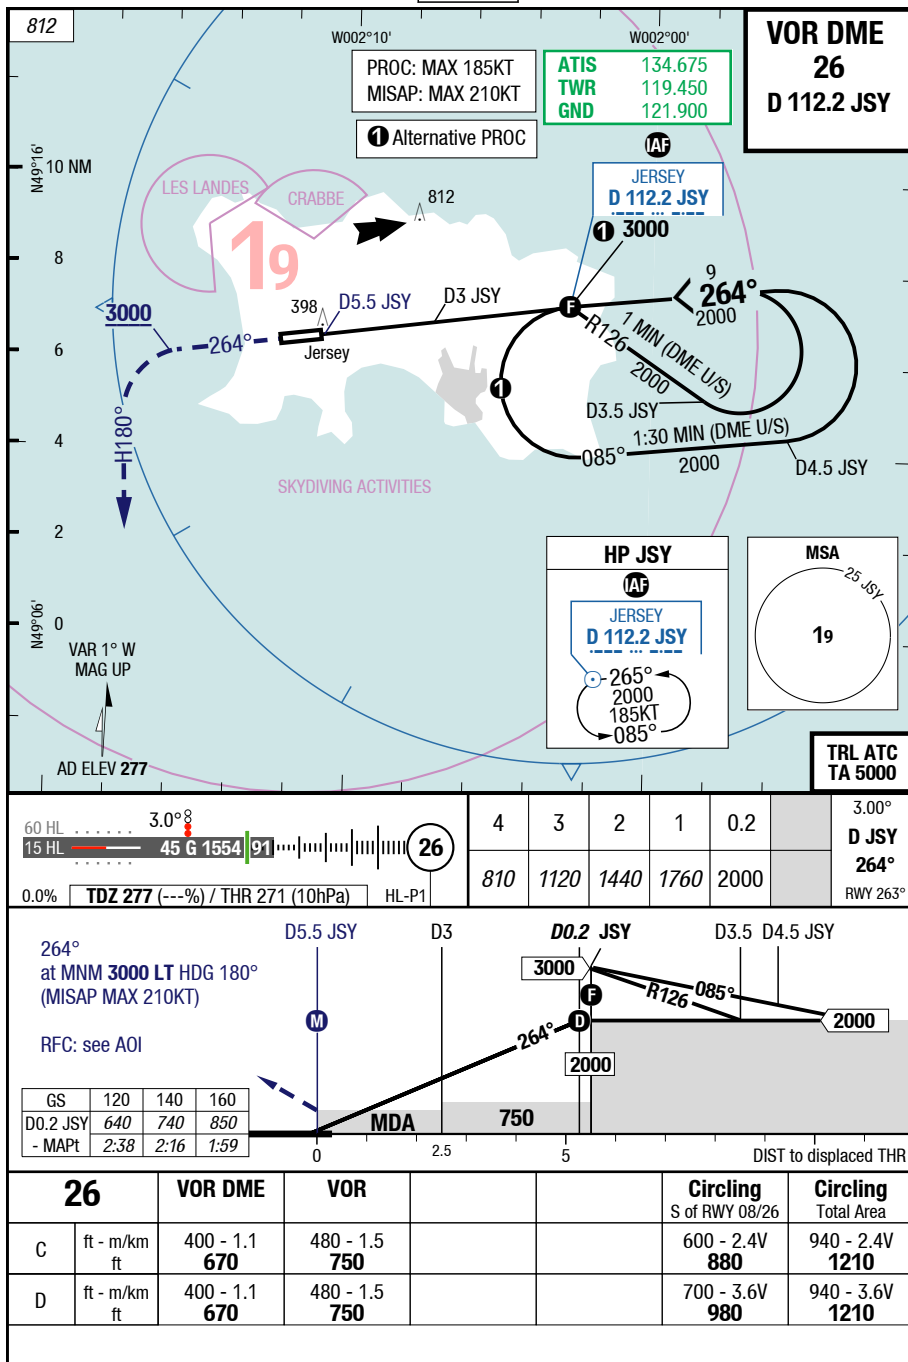 812
W002°10'
W002°00'
VOR DME
26
D 112.2 JSY
PROC: MAX 185KT
MISAP: MAX 210KT
ATIS 134.675
TWR 119.450
GND 121.900
1 Alternative PROC
IAF
JERSEY
D 112.2 JSY
1 3000
N49°16'
10 NM
8
6
4
2
0
N49°06'
LES LANDES
CRABBE
812
19
3000
264°
398
D5.5 JSY
D3 JSY
Jersey
F
9
264°
2000
R126
1 MIN (DME U/S)
2000
D3.5 JSY
1
1:30 MIN (DME U/S)
085°
2000
D4.5 JSY
H180°
SKYDIVING ACTIVITIES
HP JSY
IAF
JERSEY
D 112.2 JSY
265°
2000
185KT
085°
MSA
25 JSY
19
VAR 1° W
MAG UP
AD ELEV 277
TRL ATC
TA 5000
60 HL
15 HL
3.0°
45 G 1554 91
26
0.0%
TDZ 277 (---%) / THR 271 (10hPa)
HL-P1
4 3 2 1 0.2
810 1120 1440 1760 2000
3.00°
D JSY
264°
RWY 263°
D5.5 JSY
D3
D0.2 JSY
D3.5 D4.5 JSY
264°
at MNM 3000 LT HDG 180°
(MISAP MAX 210KT)
RFC: see AOI
3000
F
R126
085°
M
264°
D
2000
2000
GS 120 140 160
D0.2 JSY 640 740 850
- MAPt 2:38 2:16 1:59
MDA
750
0
2.5
5
DIST to displaced THR
26 VOR DME VOR Circling Circling
S of RWY 08/26 Total Area
C ft - m/km 400 - 1.1 480 - 1.5 600 - 2.4V 940 - 2.4V
ft 670 750 880 1210
D ft - m/km 400 - 1.1 480 - 1.5 700 - 3.6V 940 - 3.6V
ft 670 750 980 1210